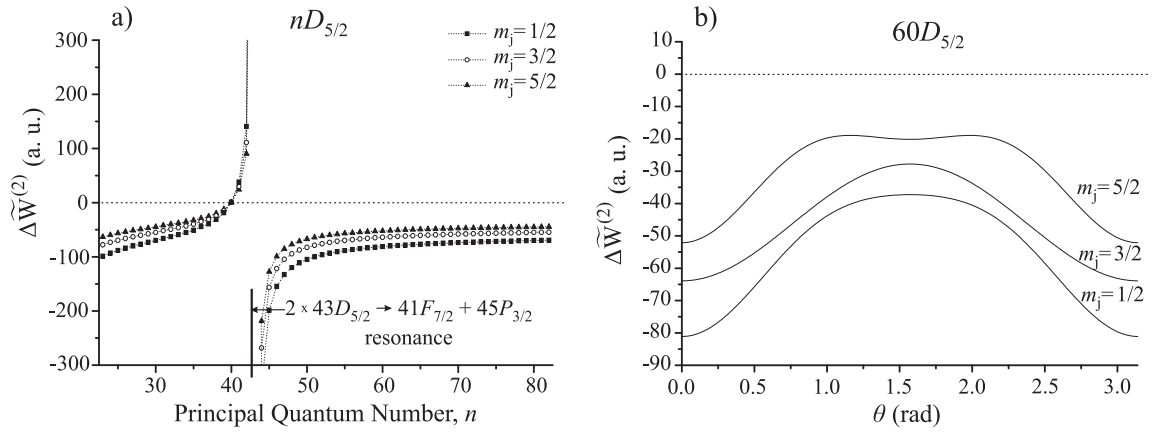 a)
nD₅/₂
mⱼ=1/2
mⱼ=3/2
mⱼ=5/2
300
200
100
0
-100
-200
-300
ΔW̃⁽²⁾ (a. u.)
2 × 43D₅/₂ → 41F₇/₂ + 45P₃/₂
resonance
30 40 50 60 70 80
Principal Quantum Number, n
b)
60D₅/₂
10
0
-10
-20
-30
-40
-50
-60
-70
-80
-90
ΔW̃⁽²⁾ (a. u.)
mⱼ=5/2
mⱼ=3/2
mⱼ=1/2
0.0 0.5 1.0 1.5 2.0 2.5 3.0
θ (rad)